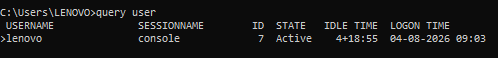 C:\Users\LENOVO>query user
USERNAME SESSIONNAME ID STATE IDLE TIME LOGON TIME
>lenovo console 7 Active 4+18:55 04-08-2026 09:03